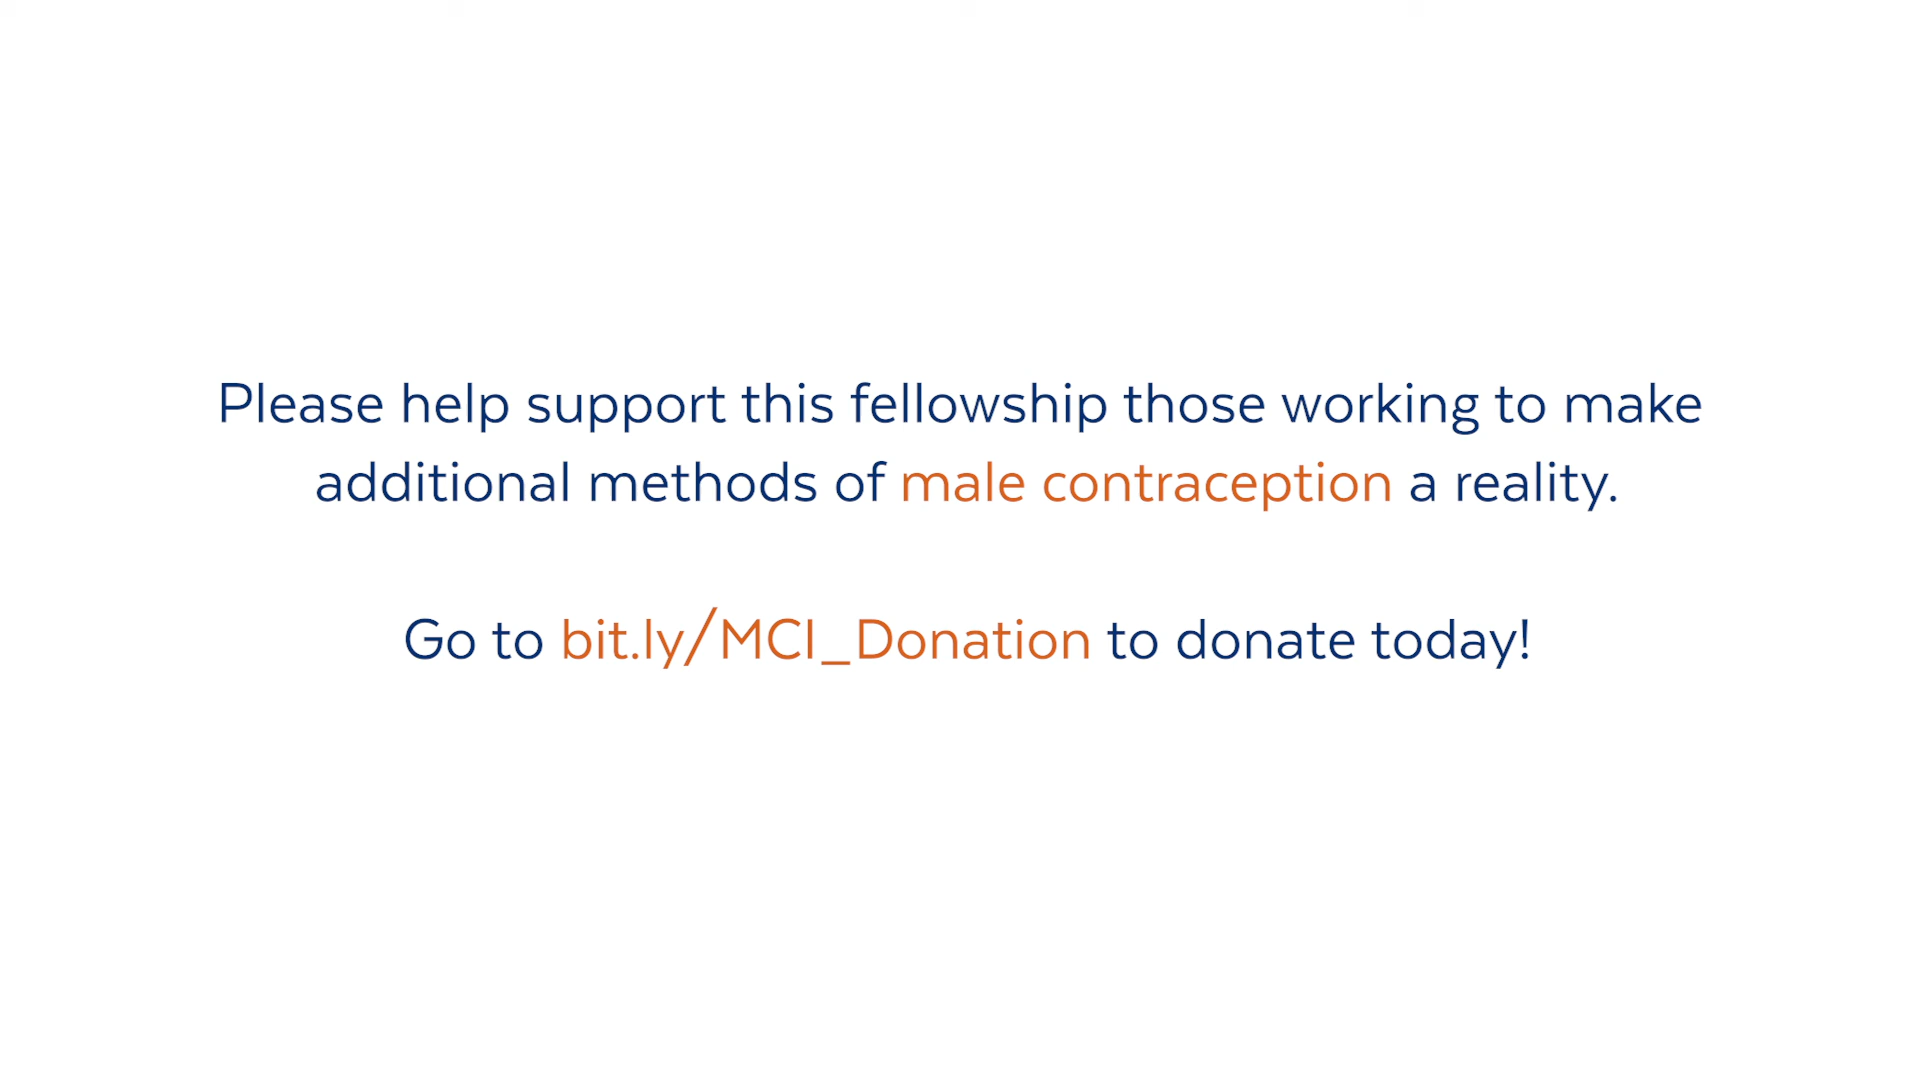 Please help support this fellowship those working to make
additional methods of male contraception a reality.
Go to bit.ly/MCI_Donation to donate today!